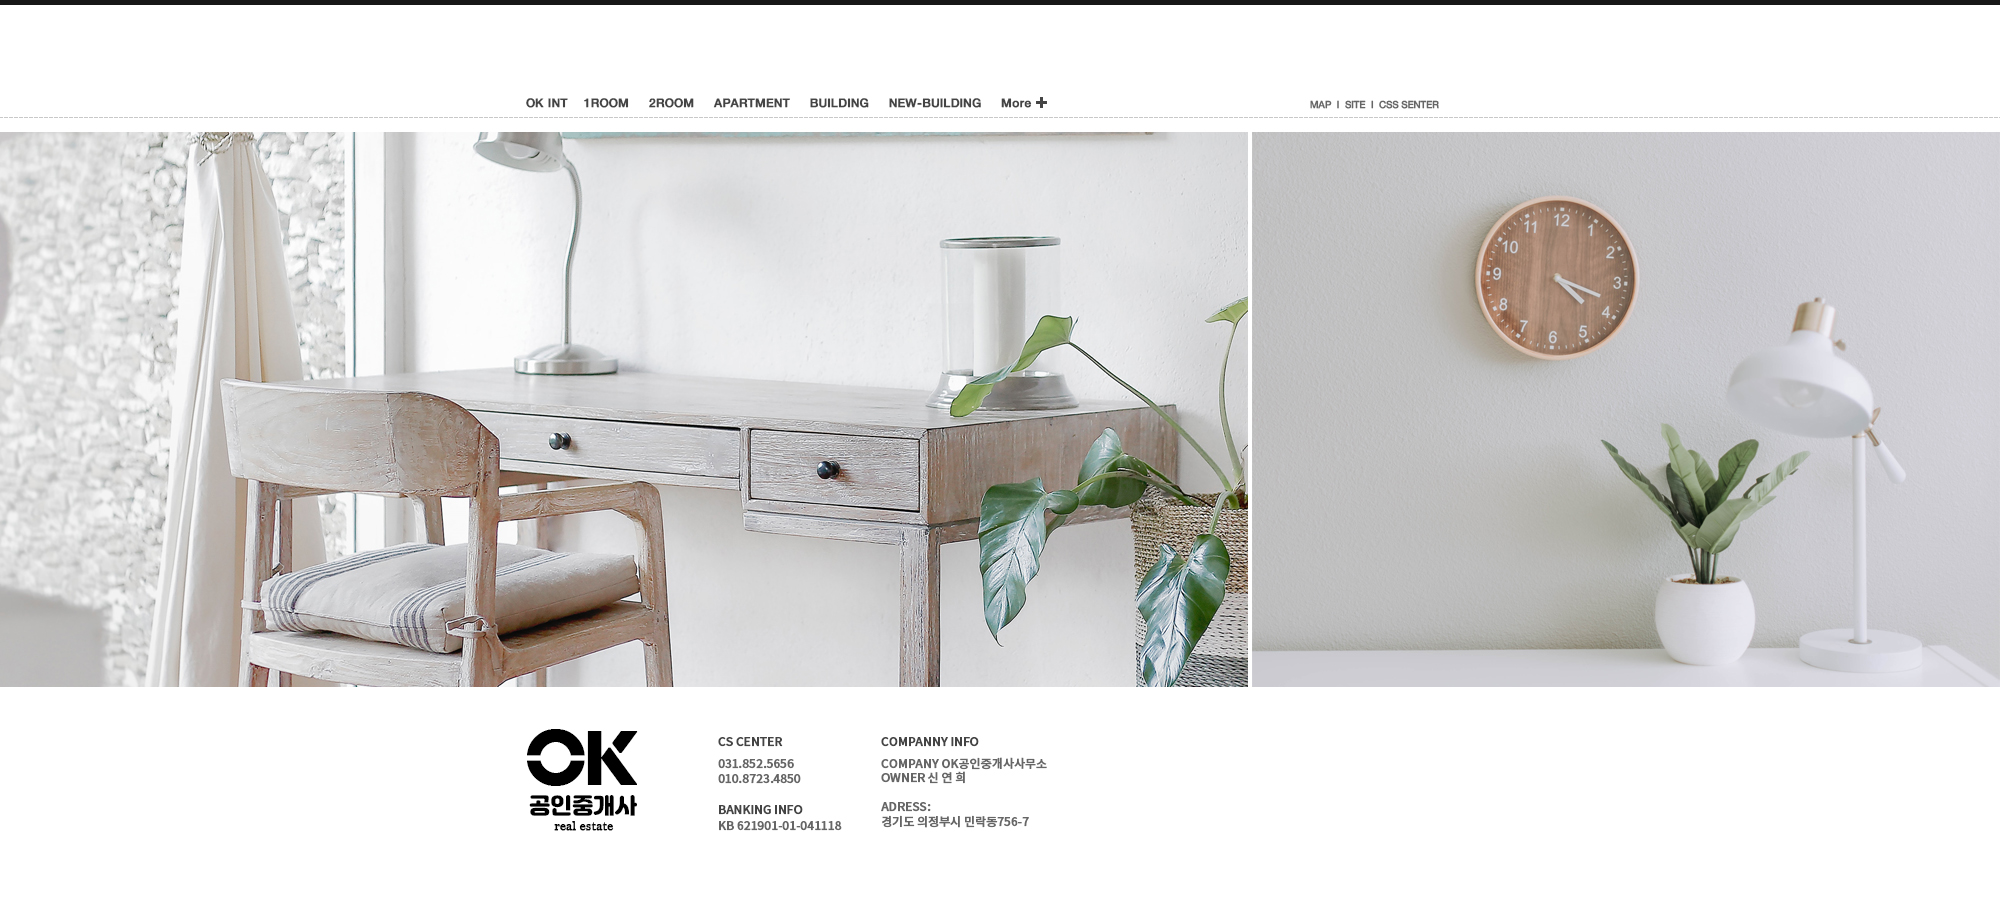 OK INT 1ROOM 2ROOM APARTMENT BUILDING NEW-BUILDING More +
MAP I SITE I CSS SENTER
12
1
2
3
4
5
6
7
8
9
10
11
OK
공인중개사
real estate
CS CENTER
031.852.5656
010.8723.4850
BANKING INFO
KB 621901-01-041118
COMPANNY INFO
COMPANY OK공인중개사사무소
OWNER 신 연 희
ADRESS:
경기도 의정부시 민락동756-7